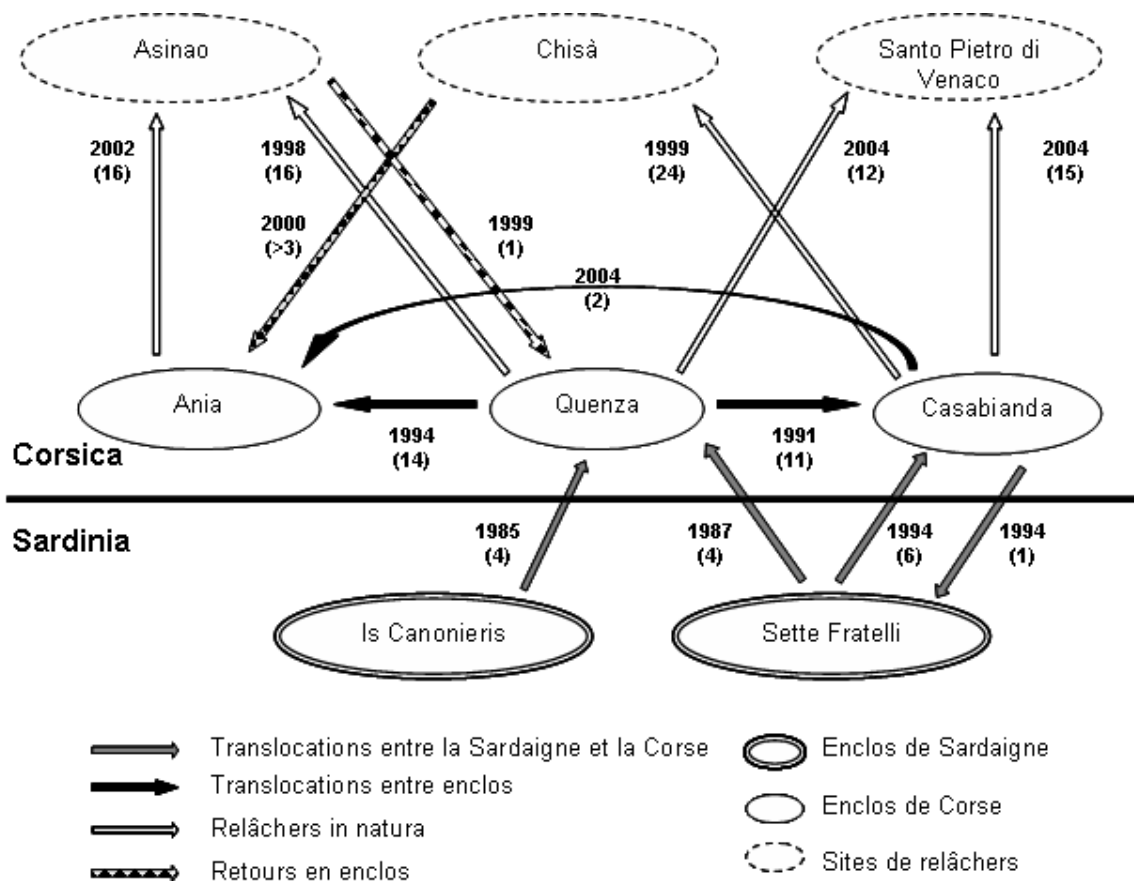 Asinao
Chisà
Santo Pietro di
Venaco
2002
(16)
1998
(16)
1999
(24)
2004
(12)
2004
(15)
2000
(>3)
1999
(1)
2004
(2)
Ania
Quenza
Casabianda
1994
(14)
1991
(11)
Corsica
Sardinia
1985
(4)
1987
(4)
1994
(6)
1994
(1)
Is Canonieris
Sette Fratelli
Translocations entre la Sardaigne et la Corse
Translocations entre enclos
Relâchers in natura
Retours en enclos
Enclos de Sardaigne
Enclos de Corse
Sites de relâchers